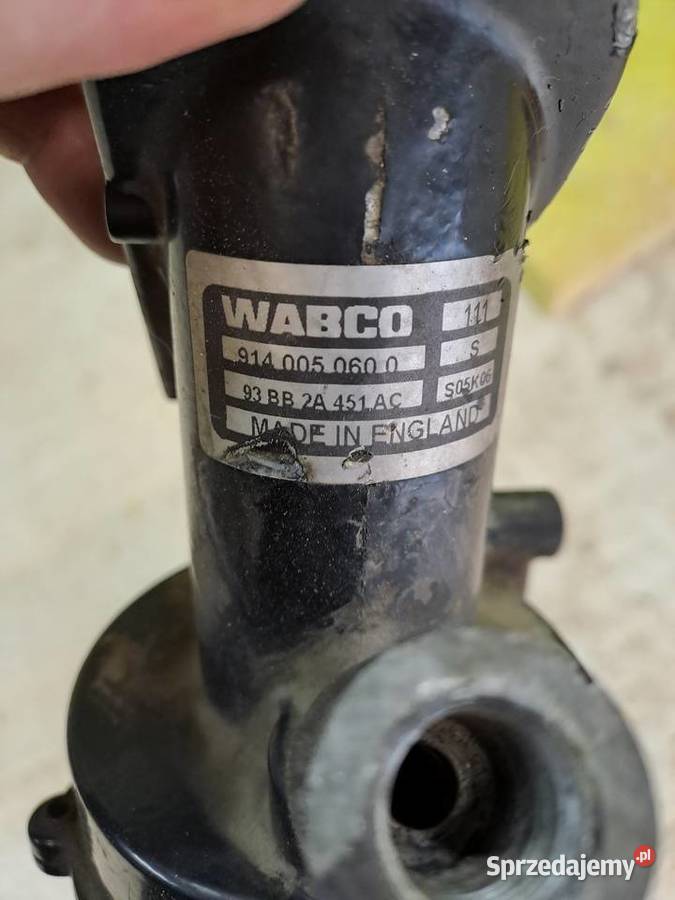 WABCO 111
914 005 060 0 S
93 BB 2A 451 AC S05K06
MADE IN ENGLAND
Sprzedajemy.pl